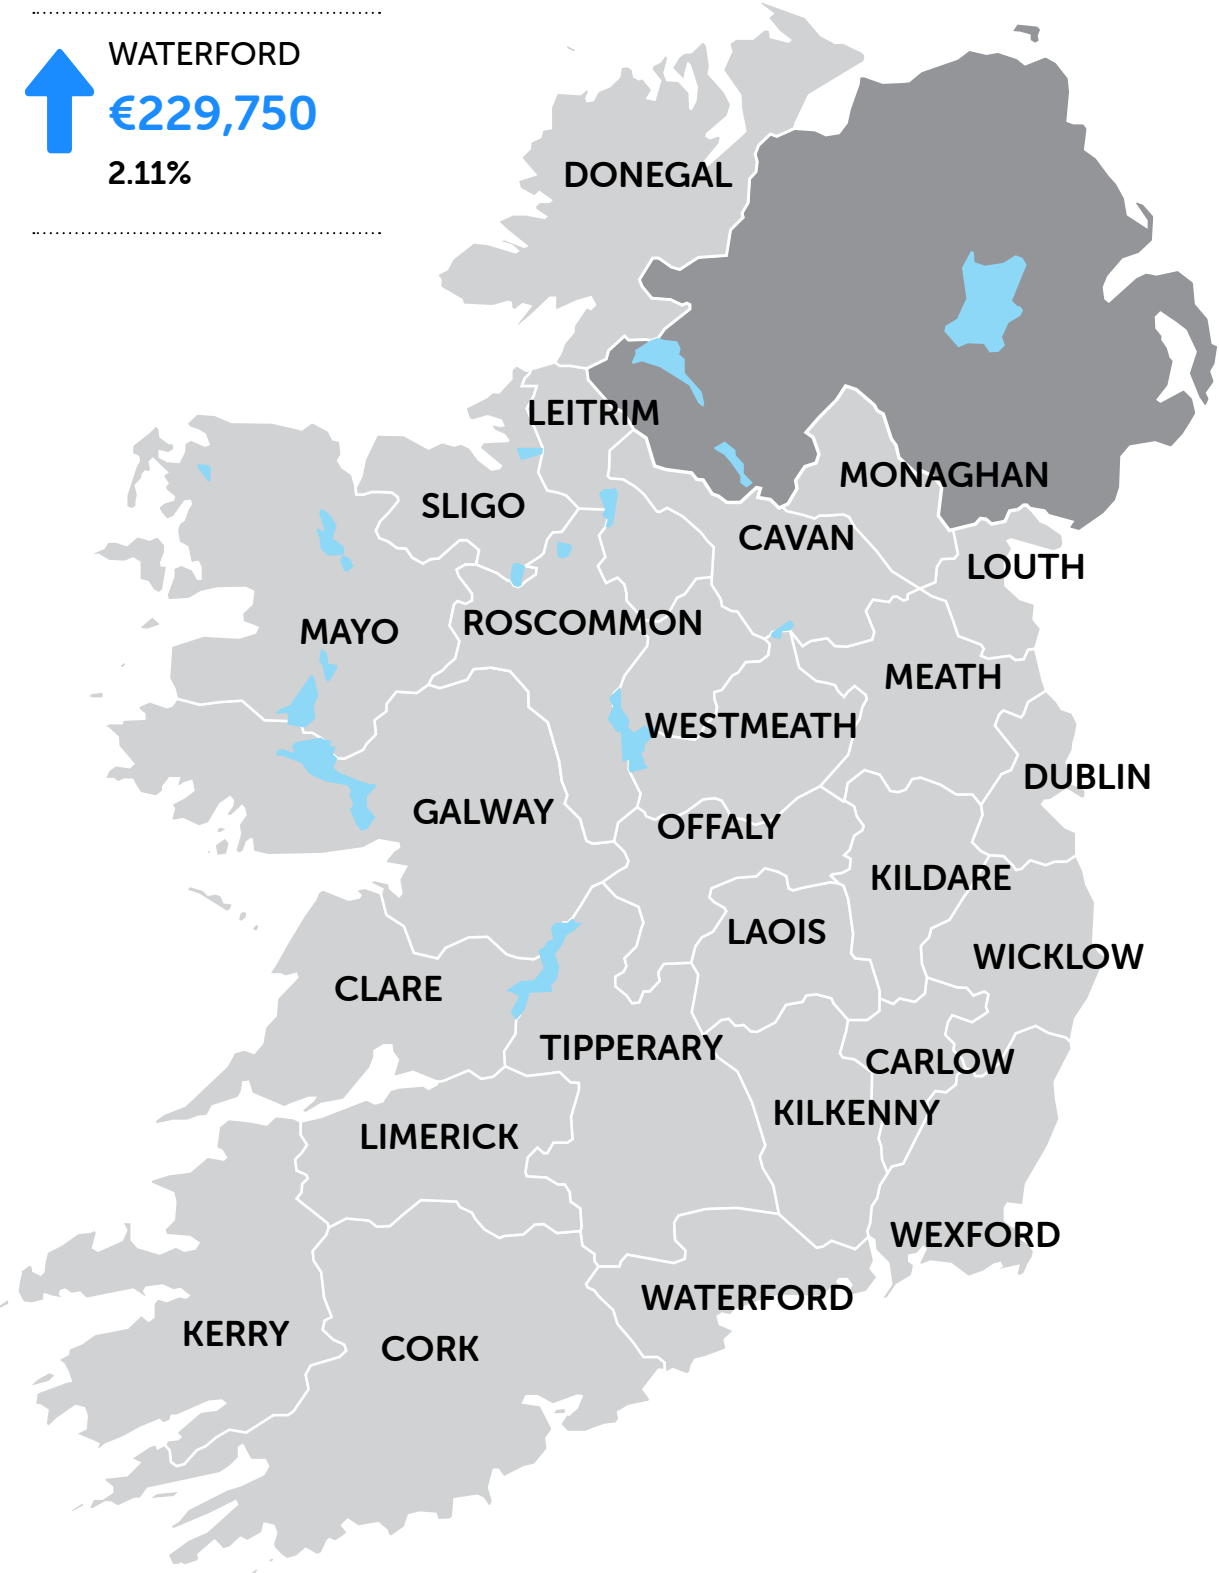 WATERFORD
€229,750
2.11%
DONEGAL
LEITRIM
MONAGHAN
SLIGO
CAVAN
LOUTH
ROSCOMMON
MAYO
MEATH
WESTMEATH
DUBLIN
GALWAY
OFFALY
KILDARE
LAOIS
WICKLOW
CLARE
TIPPERARY
CARLOW
KILKENNY
LIMERICK
WEXFORD
WATERFORD
KERRY
CORK